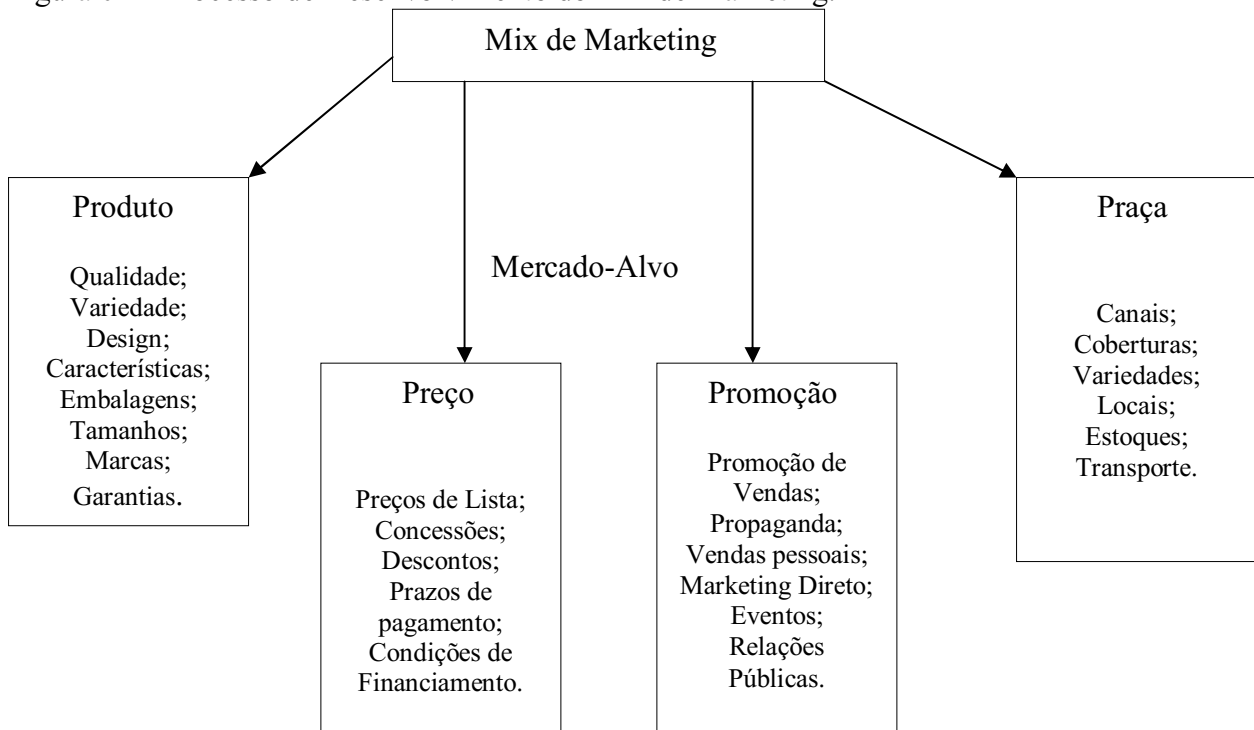 Mix de Marketing
Produto
Qualidade;
Variedade;
Design;
Características;
Embalagens;
Tamanhos;
Marcas;
Garantias.
Mercado-Alvo
Preço
Preços de Lista;
Concessões;
Descontos;
Prazos de
pagamento;
Condições de
Financiamento.
Promoção
Promoção de
Vendas;
Propaganda;
Vendas pessoais;
Marketing Direto;
Eventos;
Relações
Públicas.
Praça
Canais;
Coberturas;
Variedades;
Locais;
Estoques;
Transporte.